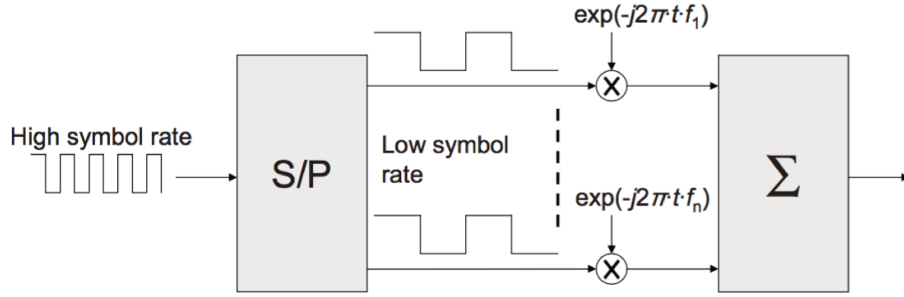 exp(-j2π·t·f₁)
High symbol rate
S/P
Low symbol
rate
Σ
exp(-j2π·t·fₙ)